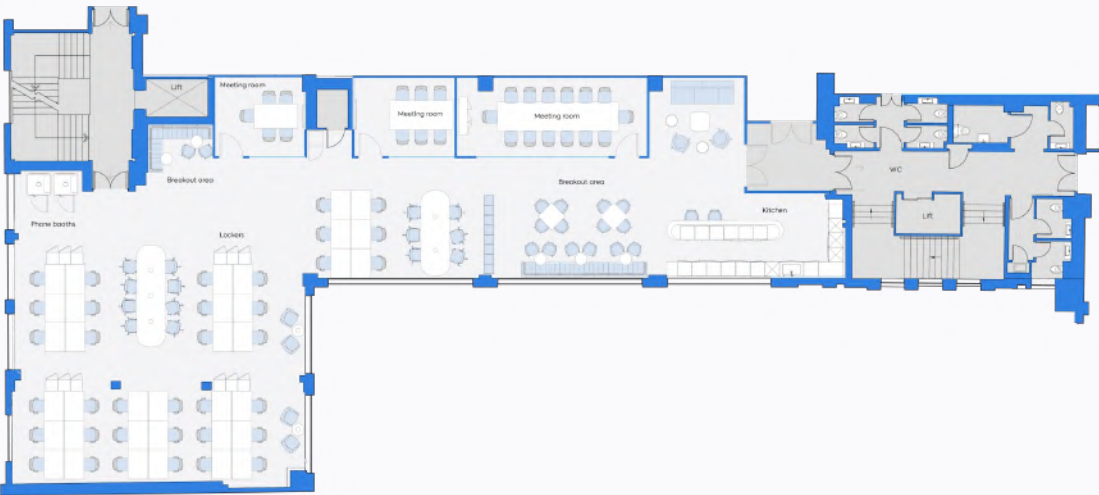 Lift
Meeting room
Meeting room
Meeting room
Breakout area
Breakout area
WC
Phone booths
Lockers
Kitchen
Lift